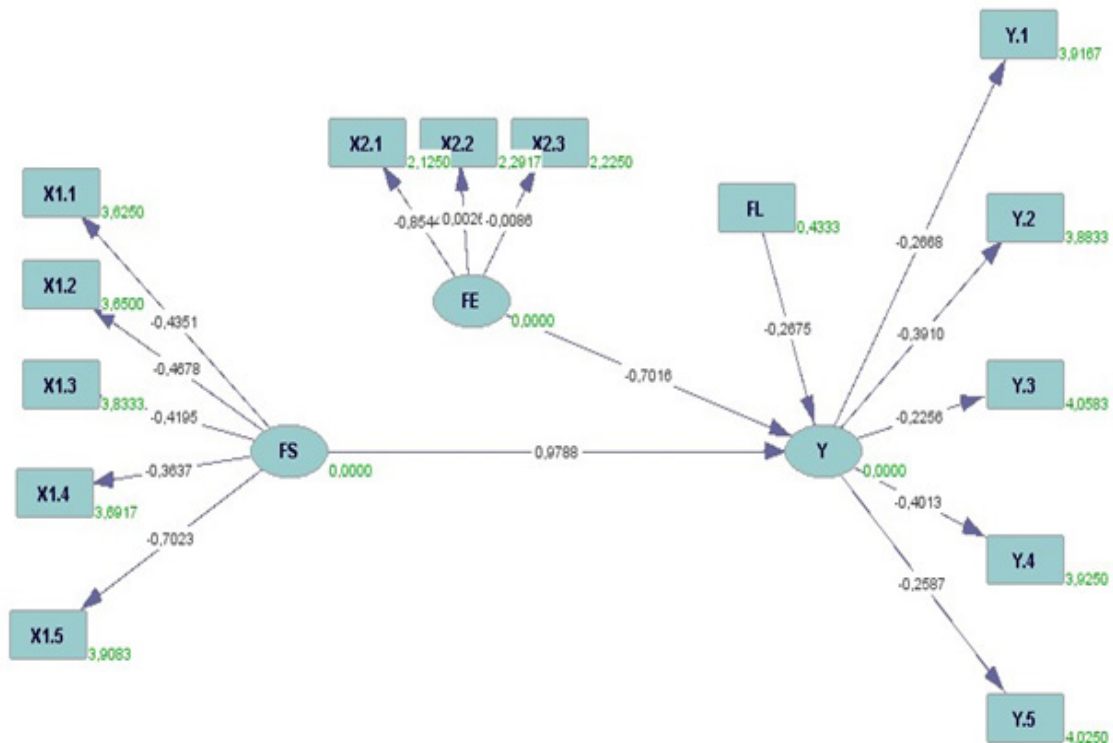 Y.1
3,9167
X2.1
2,1250
X2.2
2,2917
X2.3
2,2250
X1.1
3,6250
FL
0,4333
Y.2
3,8833
-0,8544
0,0026
-0,0086
-0,2668
X1.2
3,6500
FE
0,0000
-0,4351
-0,2675
-0,3910
X1.3
3,8333
-0,4678
-0,7016
Y.3
4,0583
-0,4195
-0,2256
FS
0,0000
0,9788
Y
0,0000
X1.4
3,6917
-0,3637
-0,4013
-0,7023
Y.4
3,9250
-0,2587
X1.5
3,9083
Y.5
4,0250